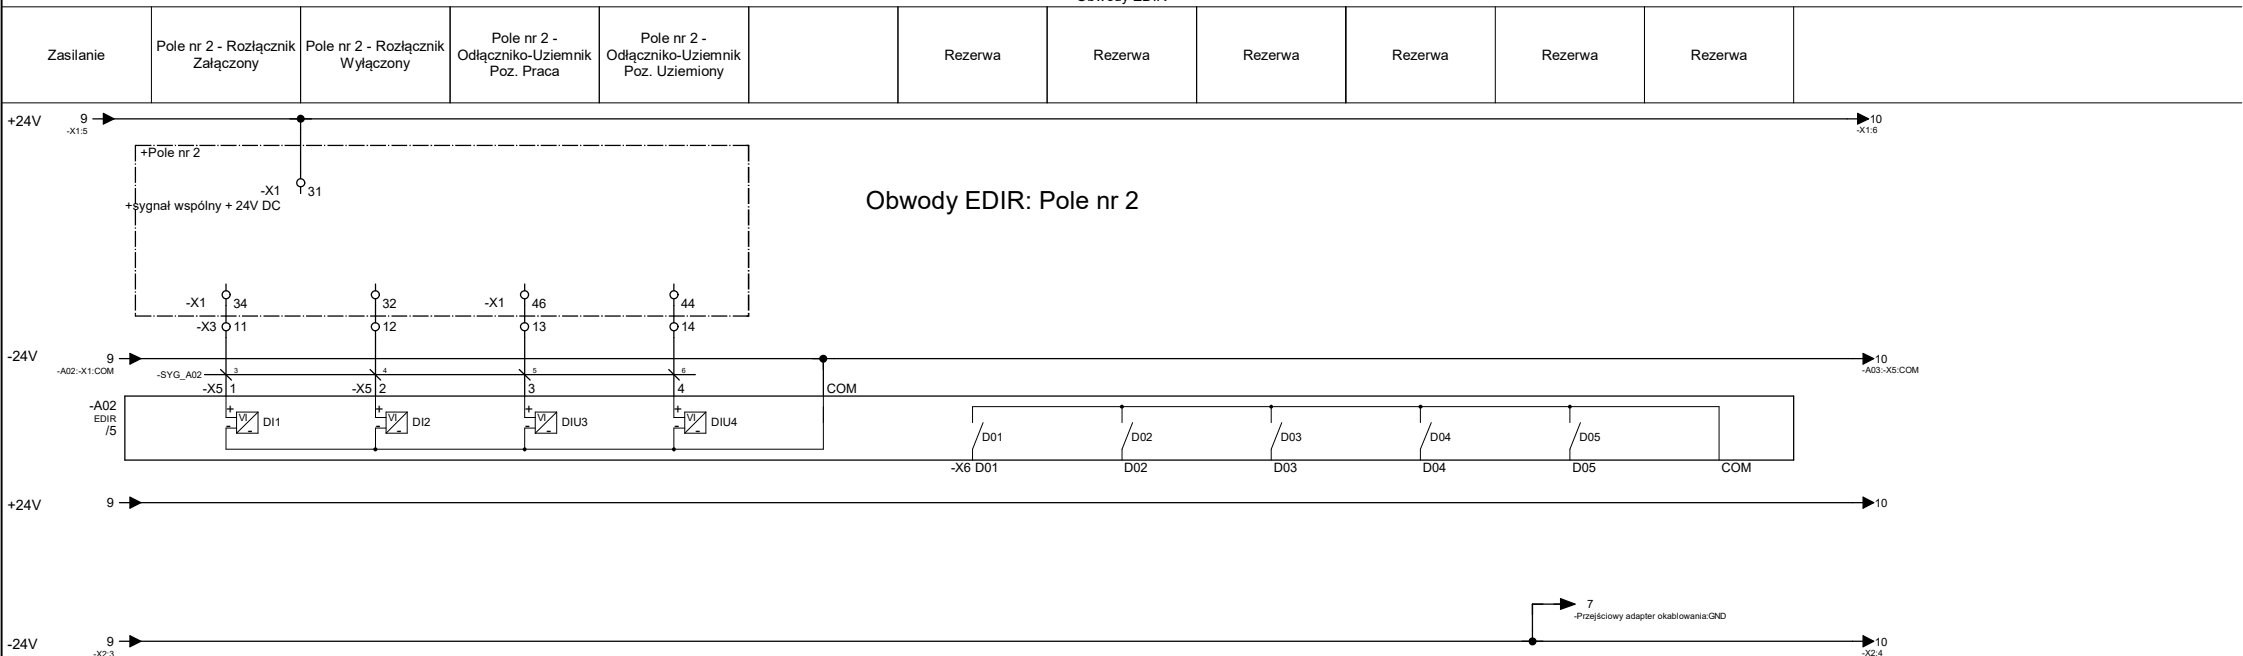 Obwody EDIR
Zasilanie
Pole nr 2 - Rozłącznik
Załączony
Pole nr 2 - Rozłącznik
Wyłączony
Pole nr 2 -
Odłączniko-Uziemnik
Poz. Praca
Pole nr 2 -
Odłączniko-Uziemnik
Poz. Uziemiony
Rezerwa
Rezerwa
Rezerwa
Rezerwa
Rezerwa
Rezerwa
+24V
9
-X1:5
10
-X1:6
+Pole nr 2
-X1
31
+sygnał wspólny + 24V DC
Obwody EDIR: Pole nr 2
-X1
34
32
-X1
46
44
-X3
11
12
13
14
-24V
9
-A02:-X1:COM
10
-A03:-X5:COM
-SYG_A02
3
4
5
6
-X5
1
-X5
2
3
4
COM
-A02
EDIR
/5
+
VI
-
-
DI1
+
VI
-
-
DI2
+
VI
-
-
DIU3
+
VI
-
-
DIU4
D01
D02
D03
D04
D05
-X6
D01
D02
D03
D04
D05
COM
+24V
9
10
7
-Przejściowy adapter okablowania:GND
-24V
9
-X2:3
10
-X2:4